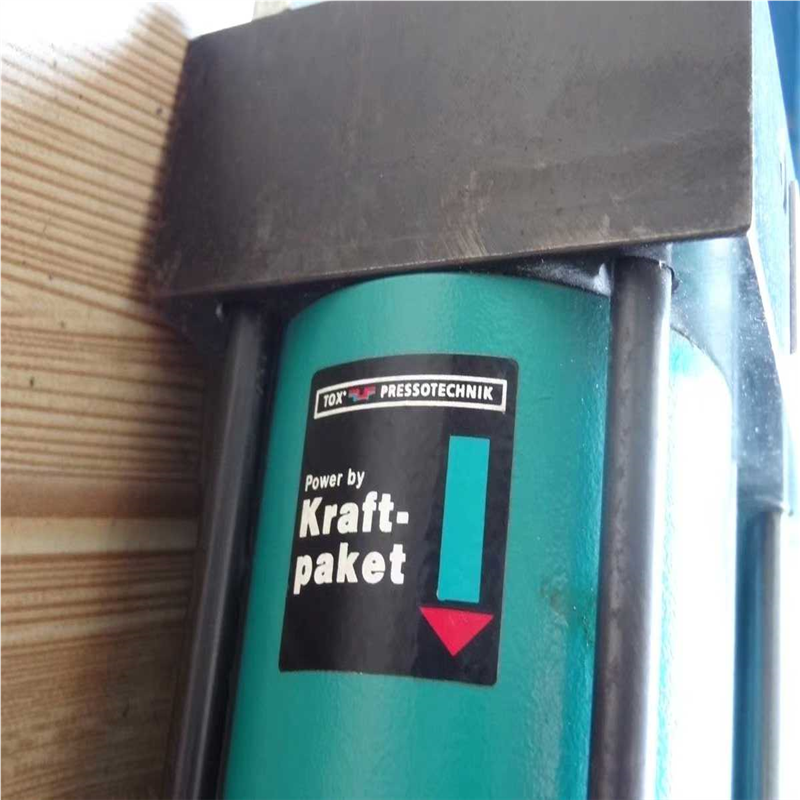 TOX® PRESSOTECHNIK
Power by
Kraft-
paket